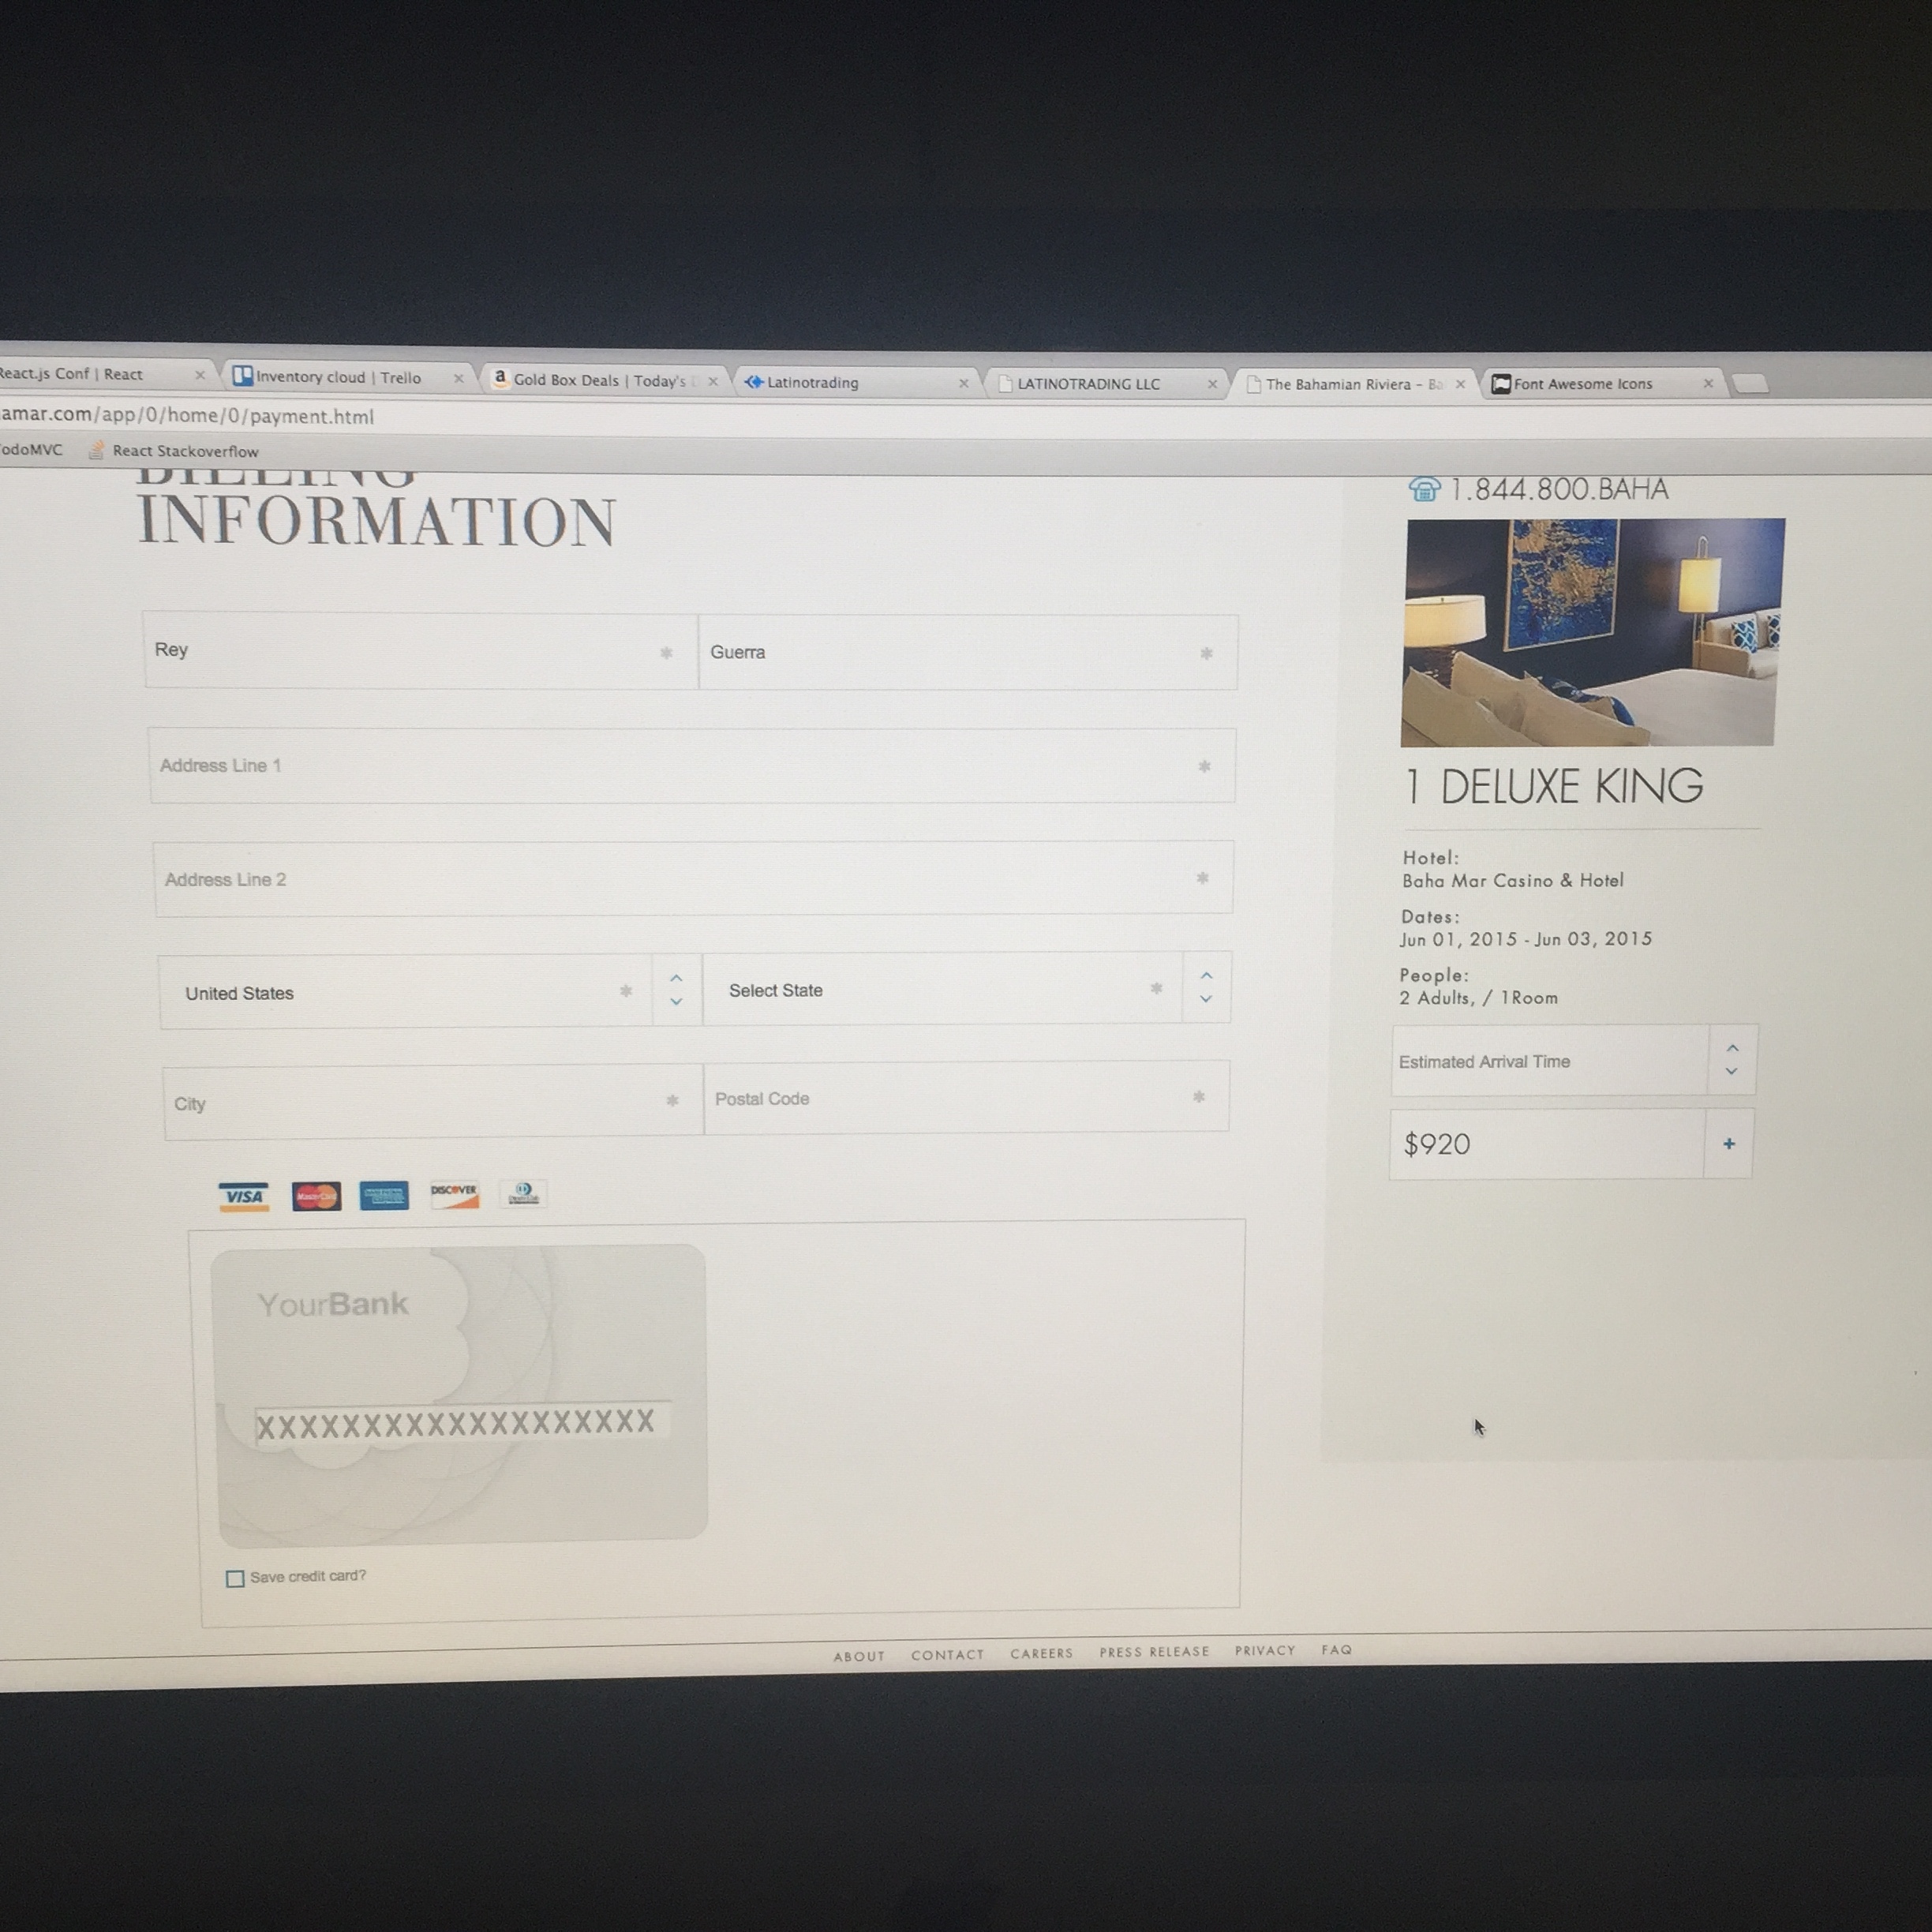 React.js Conf | React
Inventory cloud | Trello
Gold Box Deals | Today's
Latinotrading
LATINOTRADING LLC
The Bahamian Riviera - Ba
Font Awesome Icons
amar.com/app/0/home/0/payment.html
odoMVC
React Stackoverflow
BILLING
INFORMATION
Rey *
Guerra *
Address Line 1 *
Address Line 2 *
United States *
Select State *
City *
Postal Code *
VISA
MasterCard
DISCOVER
YourBank
XXXXXXXXXXXXXXXXXXX
Save credit card?
1.844.800.BAHA
1 DELUXE KING
Hotel:
Baha Mar Casino & Hotel
Dates:
Jun 01, 2015 - Jun 03, 2015
People:
2 Adults, / 1Room
Estimated Arrival Time
$920 +
ABOUT CONTACT CAREERS PRESS RELEASE PRIVACY FAQ